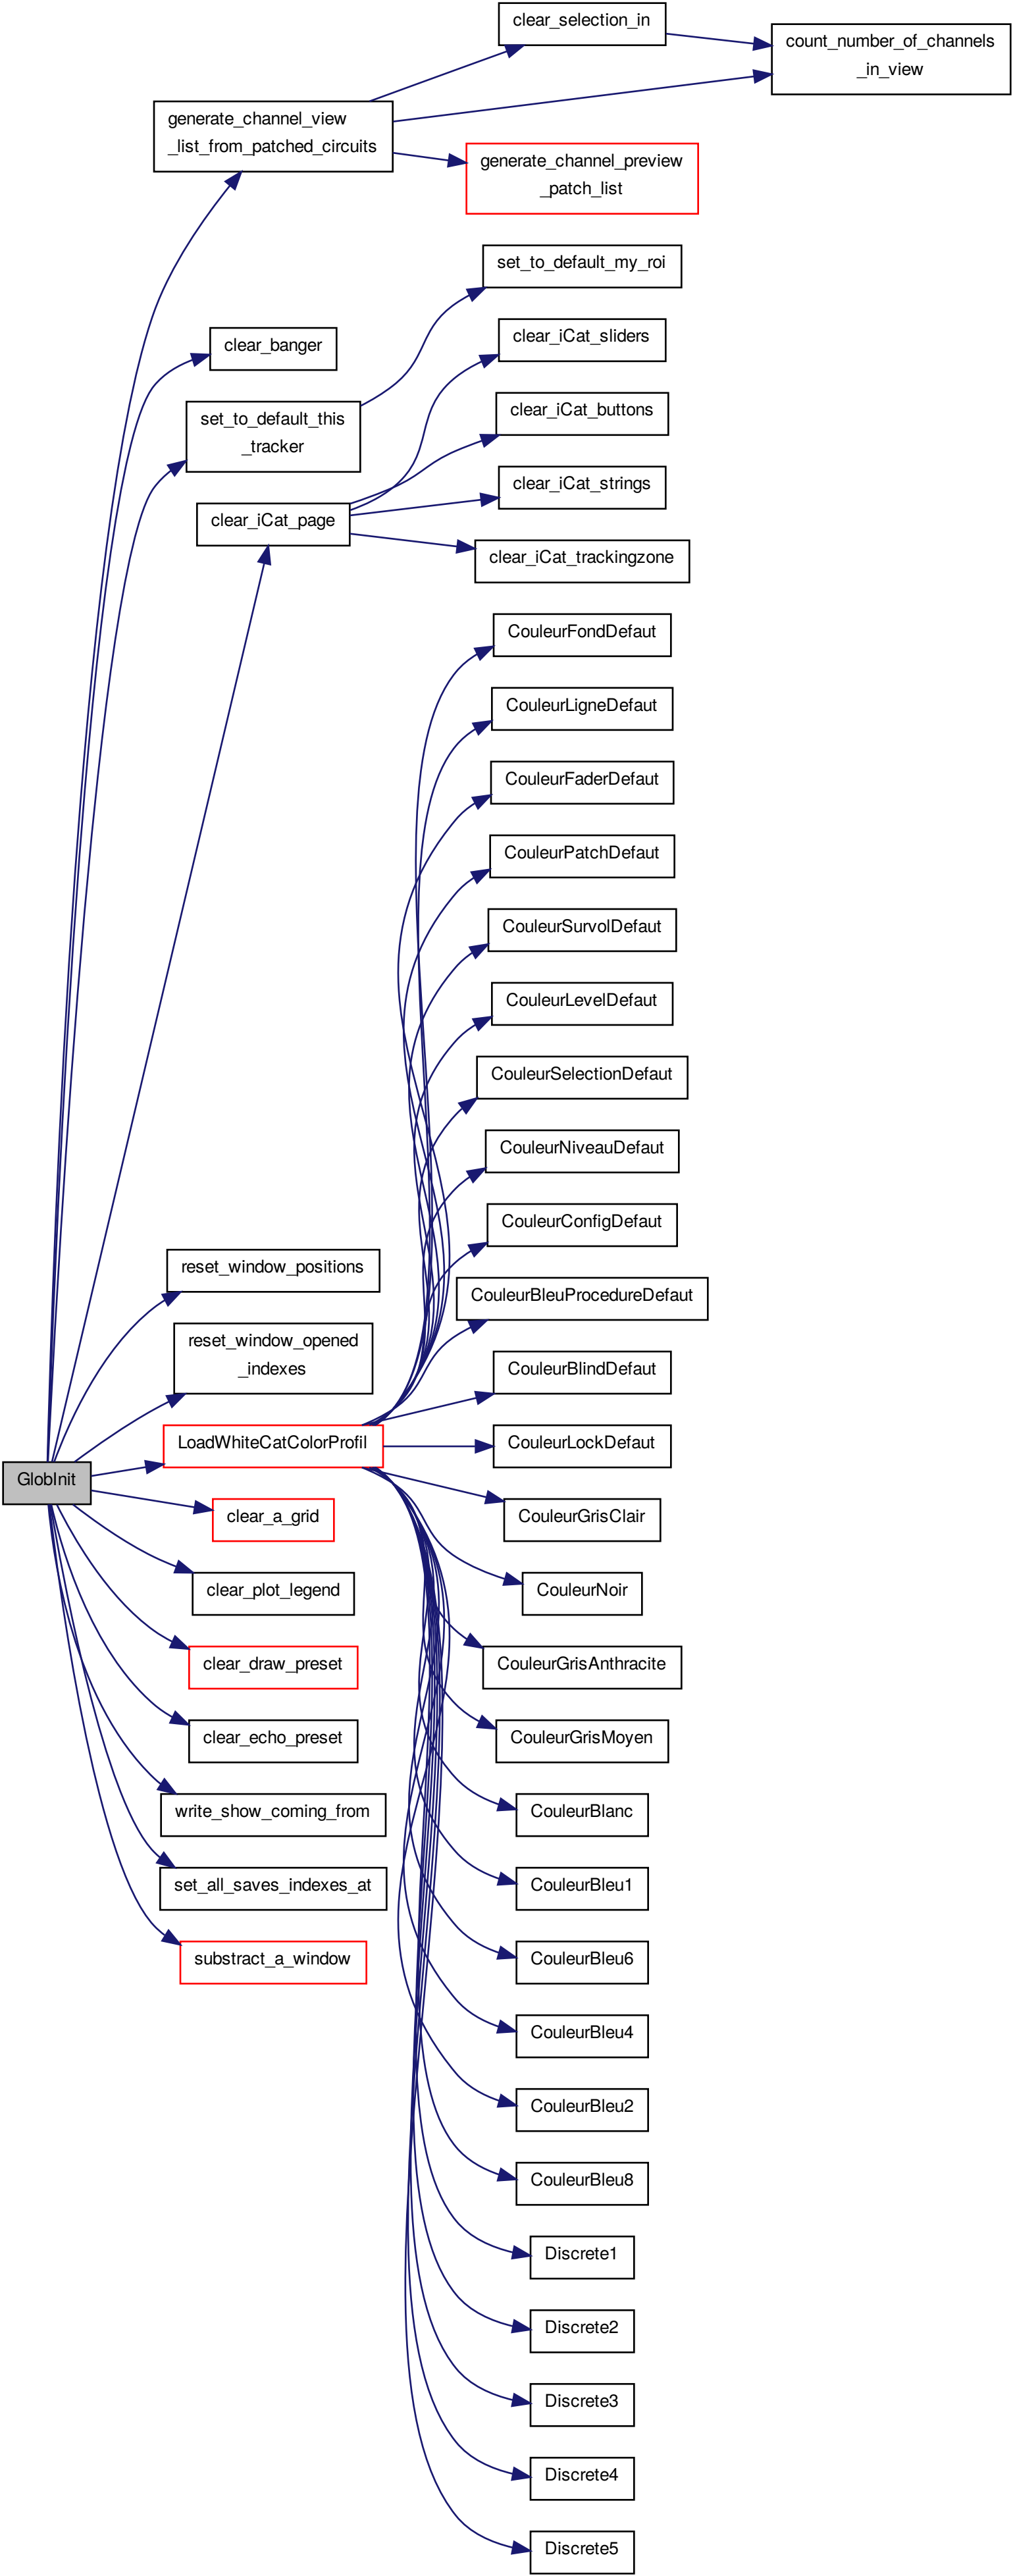 clear_selection_in
count_number_of_channels
_in_view
generate_channel_view
_list_from_patched_circuits
generate_channel_preview
_patch_list
set_to_default_my_roi
clear_iCat_sliders
clear_banger
clear_iCat_buttons
set_to_default_this
_tracker
clear_iCat_strings
clear_iCat_page
clear_iCat_trackingzone
CouleurFondDefaut
CouleurLigneDefaut
CouleurFaderDefaut
CouleurPatchDefaut
CouleurSurvolDefaut
CouleurLevelDefaut
CouleurSelectionDefaut
CouleurNiveauDefaut
CouleurConfigDefaut
reset_window_positions
CouleurBleuProcedureDefaut
reset_window_opened
_indexes
CouleurBlindDefaut
LoadWhiteCatColorProfil
CouleurLockDefaut
GlobInit
clear_a_grid
CouleurGrisClair
clear_plot_legend
CouleurNoir
clear_draw_preset
CouleurGrisAnthracite
clear_echo_preset
CouleurGrisMoyen
write_show_coming_from
CouleurBlanc
set_all_saves_indexes_at
CouleurBleu1
substract_a_window
CouleurBleu6
CouleurBleu4
CouleurBleu2
CouleurBleu8
Discrete1
Discrete2
Discrete3
Discrete4
Discrete5